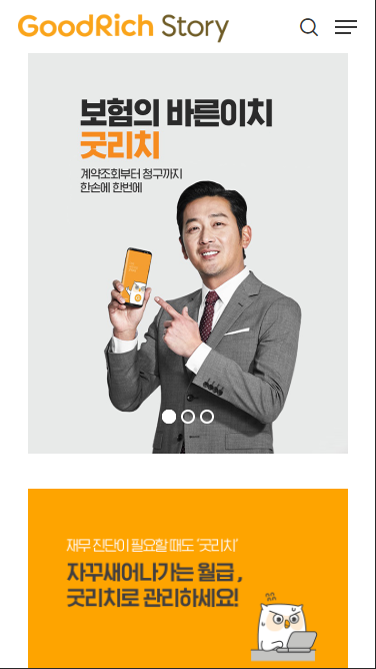 GoodRich Story
보험의 바른이치
굿리치
계약조회부터 청구까지
한손에 한번에
재무 진단이 필요할 때도 '굿리치'
자꾸새어나가는 월급,
굿리치로 관리하세요!